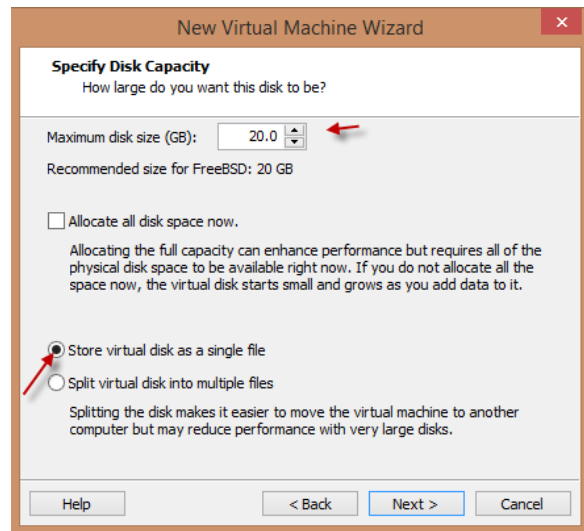 New Virtual Machine Wizard
Specify Disk Capacity
How large do you want this disk to be?
Maximum disk size (GB): 20.0
Recommended size for FreeBSD: 20 GB
Allocate all disk space now.
Allocating the full capacity can enhance performance but requires all of the
physical disk space to be available right now. If you do not allocate all the
space now, the virtual disk starts small and grows as you add data to it.
Store virtual disk as a single file
Split virtual disk into multiple files
Splitting the disk makes it easier to move the virtual machine to another
computer but may reduce performance with very large disks.
Help < Back Next > Cancel